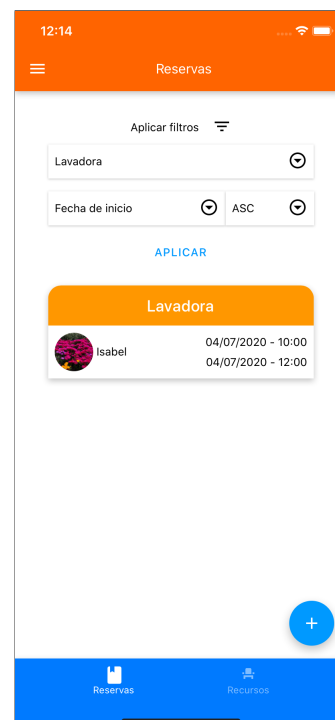 12:14
Reservas
Aplicar filtros
Lavadora
Fecha de inicio
ASC
APLICAR
Lavadora
Isabel
04/07/2020 - 10:00
04/07/2020 - 12:00
Reservas
Recursos